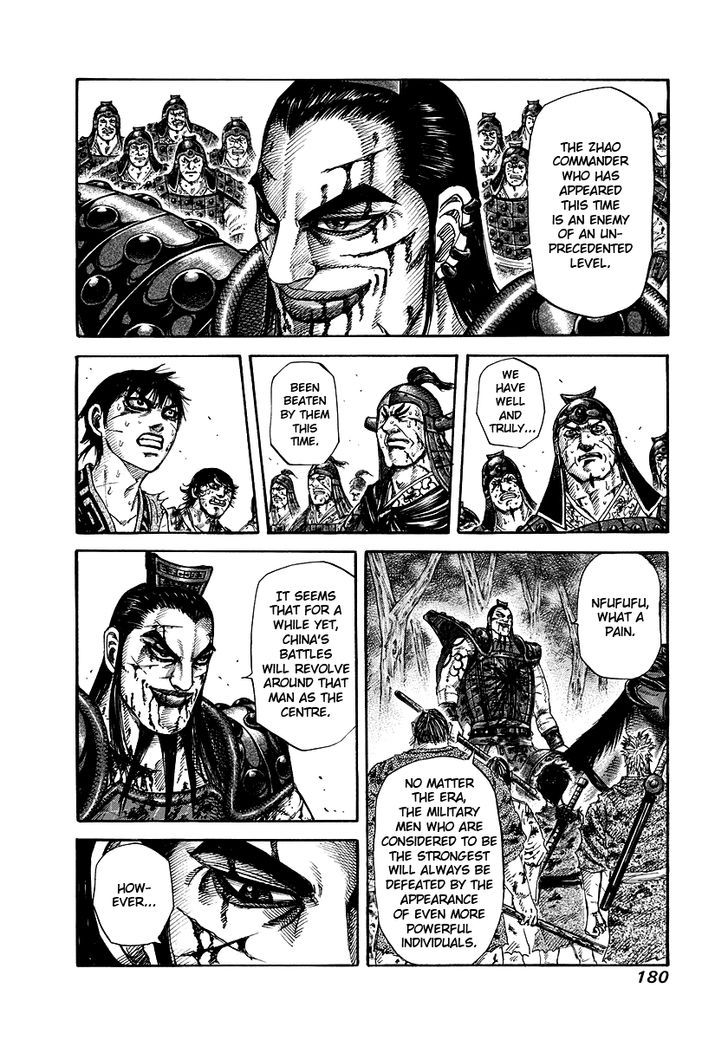 THE ZHAO
COMMANDER
WHO HAS
APPEARED
THIS TIME
IS AN ENEMY
OF AN UN-
PRECEDENTED
LEVEL.
WE
HAVE
WELL
AND
TRULY...
BEEN
BEATEN
BY THEM
THIS
TIME.
NFUFUFU,
WHAT A
PAIN.
NO MATTER
THE ERA,
THE MILITARY
MEN WHO ARE
CONSIDERED TO BE
THE STRONGEST
WILL ALWAYS BE
DEFEATED BY THE
APPEARANCE
OF EVEN MORE
POWERFUL
INDIVIDUALS.
IT SEEMS
THAT FOR A
WHILE YET,
CHINA'S
BATTLES
WILL REVOLVE
AROUND THAT
MAN AS THE
CENTRE.
HOW-
EVER...
180